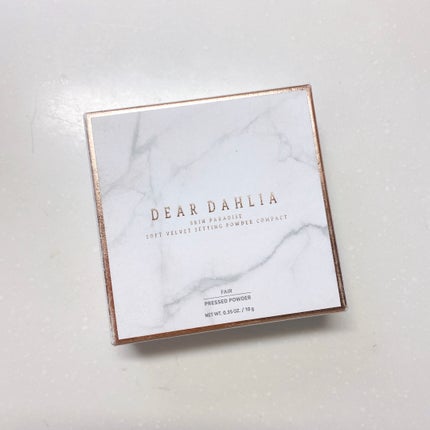 DEAR DAHLIA
SKIN PARADISE
SOFT VELVET SETTING POWDER COMPACT
FAIR
PRESSED POWDER
NET WT. 0.35 OZ. / 10 g